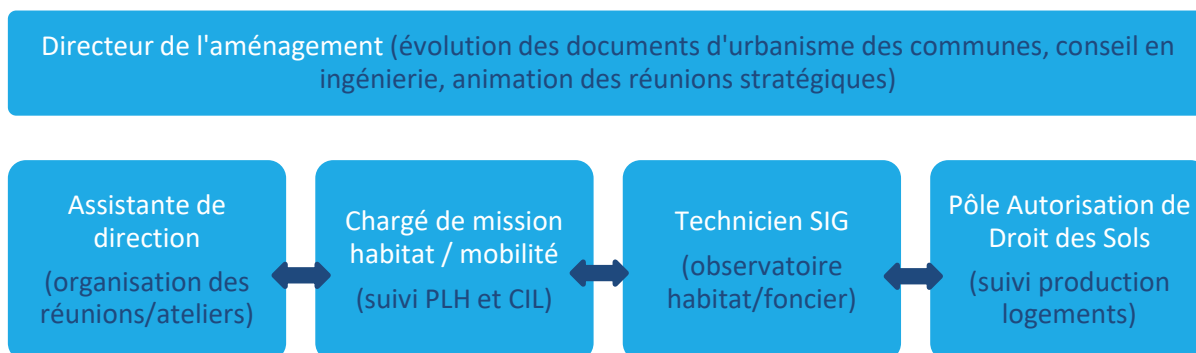 Directeur de l'aménagement (évolution des documents d'urbanisme des communes, conseil en
ingénierie, animation des réunions stratégiques)
Assistante de
direction
(organisation des
réunions/ateliers)
Chargé de mission
habitat / mobilité
(suivi PLH et CIL)
Technicien SIG
(observatoire
habitat/foncier)
Pôle Autorisation de
Droit des Sols
(suivi production
logements)